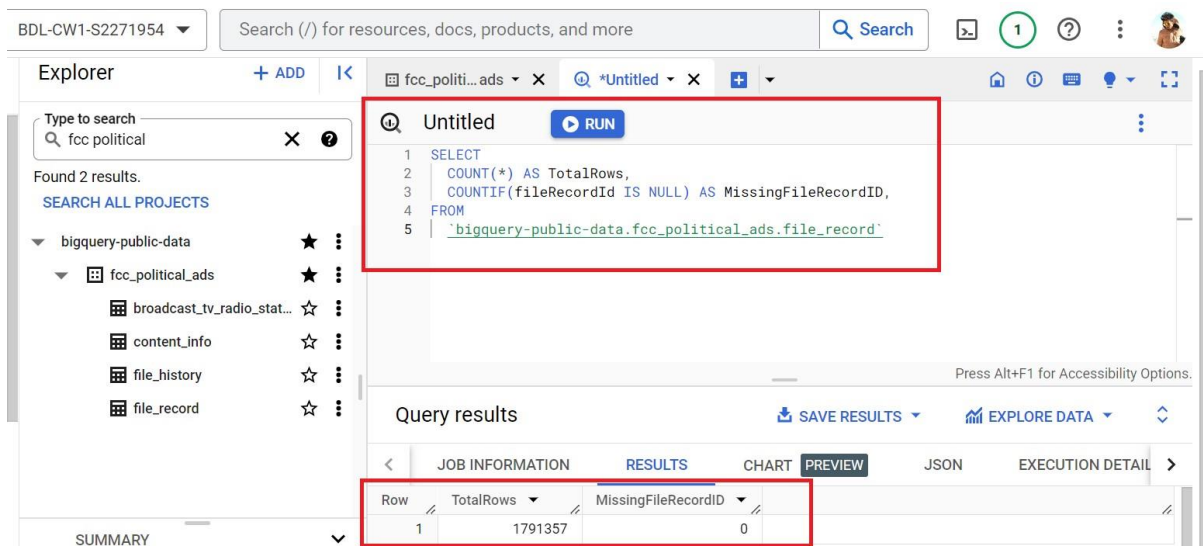 BDL-CW1-S2271954
Search (/) for resources, docs, products, and more
Search
1
Explorer
+ ADD
fcc_politi... ads
*Untitled
Type to search
fcc political
Found 2 results.
SEARCH ALL PROJECTS
bigquery-public-data
fcc_political_ads
broadcast_tv_radio_stat...
content_info
file_history
file_record
SUMMARY
Untitled
RUN
1 SELECT
2 COUNT(*) AS TotalRows,
3 COUNTIF(fileRecordId IS NULL) AS MissingFileRecordID,
4 FROM
5 `bigquery-public-data.fcc_political_ads.file_record`
Press Alt+F1 for Accessibility Options.
Query results
SAVE RESULTS
EXPLORE DATA
JOB INFORMATION RESULTS CHART PREVIEW JSON EXECUTION DETAIL
Row TotalRows MissingFileRecordID
1 1791357 0